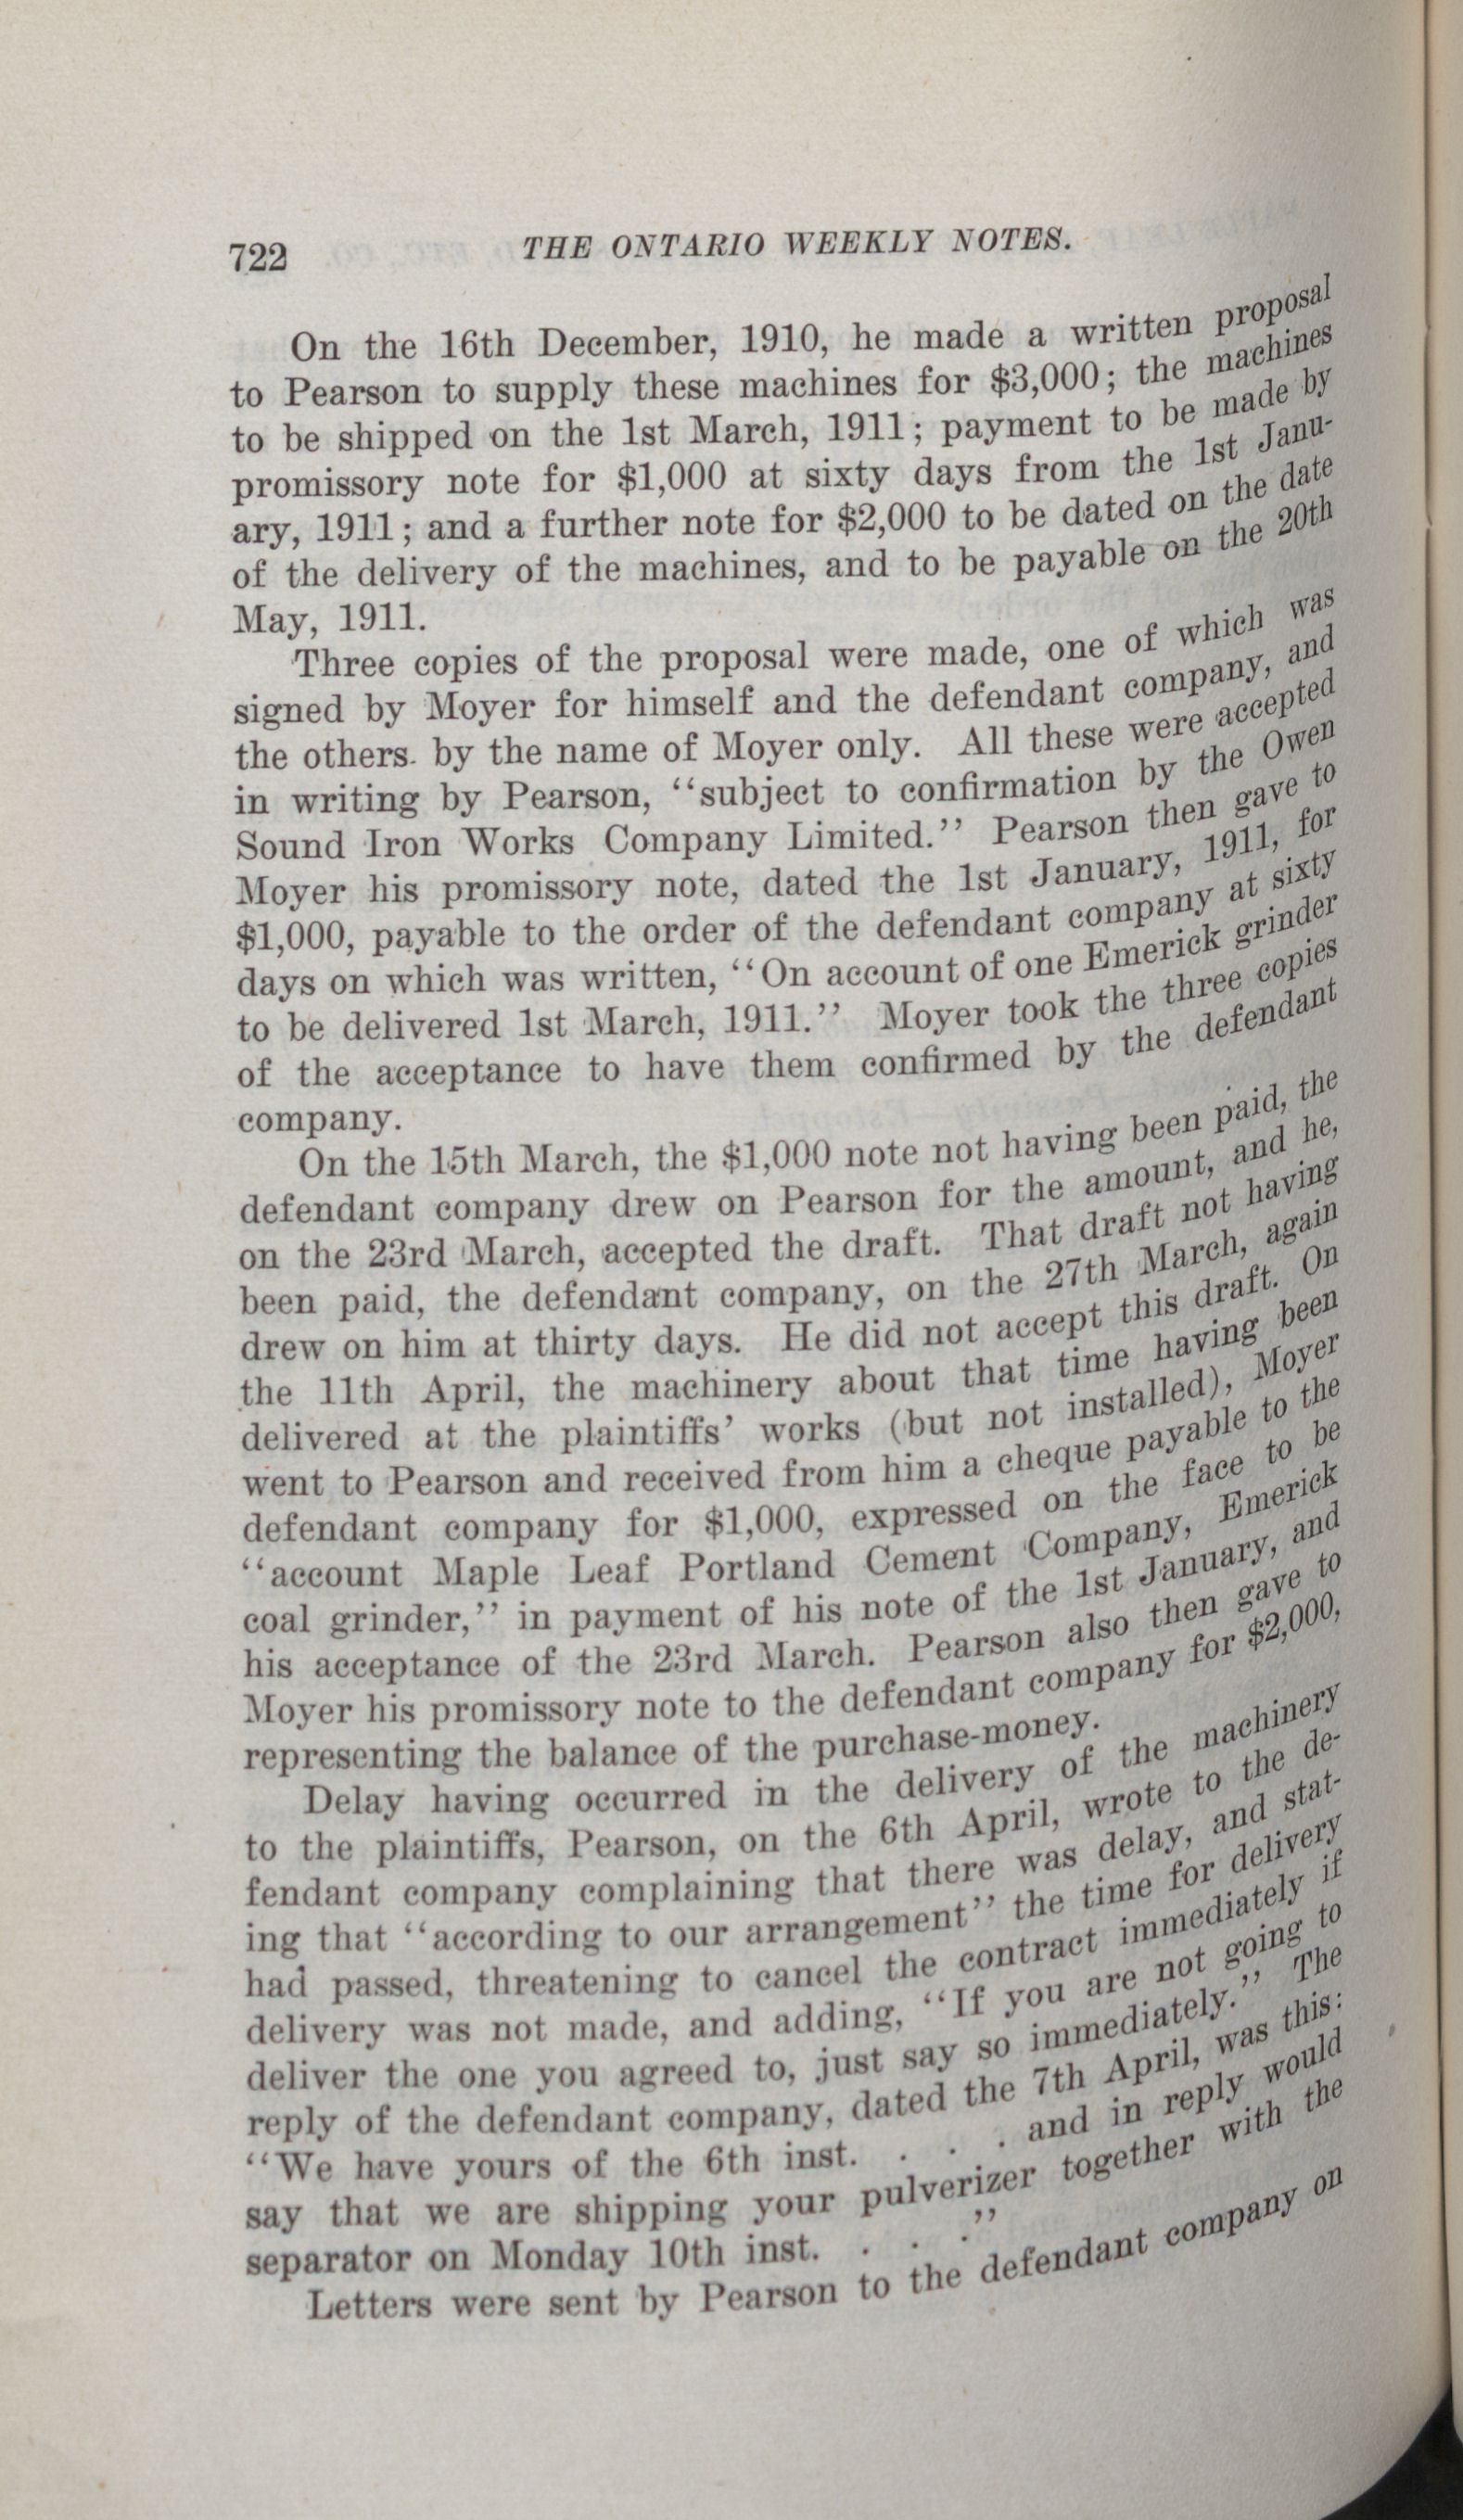 722 THE ONTARIO WEEKLY NOTES.
On the 16th December, 1910, he made a written proposal
to Pearson to supply these machines for $3,000; the machines
to be shipped on the 1st March, 1911; payment to be made by
promissory note for $1,000 at sixty days from the 1st Janu-
ary, 1911; and a further note for $2,000 to be dated on the date
of the delivery of the machines, and to be payable on the 20th
May, 1911.
Three copies of the proposal were made, one of which was
signed by Moyer for himself and the defendant company, and
the others. by the name of Moyer only. All these were accepted
in writing by Pearson, ‘‘subject to confirmation by the Owen
Sound Iron Works Company Limited.’’ Pearson then gave to
Moyer his promissory note, dated the 1st January, 1911, for
$1,000, payable to the order of the defendant company at sixty
days on which was written, ‘‘On account of one Emerick grinder
to be delivered 1st March, 1911.’’ Moyer took the three copies
of the acceptance to have them confirmed by the defendant
company.
On the 15th March, the $1,000 note not having been paid, the
defendant company drew on Pearson for the amount, and he,
on the 23rd March, accepted the draft. That draft not having
been paid, the defendant company, on the 27th March, again
drew on him at thirty days. He did not accept this draft. On
the 11th April, the machinery about that time having been
delivered at the plaintiffs’ works (but not installed), Moyer
went to Pearson and received from him a cheque payable to the
defendant company for $1,000, expressed on the face to be
‘‘account Maple Leaf Portland Cement Company, Emerick
coal grinder,’’ in payment of his note of the 1st January, and
his acceptance of the 23rd March. Pearson also then gave to
Moyer his promissory note to the defendant company for $2,000,
representing the balance of the purchase-money.
Delay having occurred in the delivery of the machinery
to the plaintiffs, Pearson, on the 6th April, wrote to the de-
fendant company complaining that there was delay, and stat-
ing that ‘‘according to our arrangement’’ the time for delivery
had passed, threatening to cancel the contract immediately if
delivery was not made, and adding, ‘‘If you are not going to
deliver the one you agreed to, just say so immediately.’’ The
reply of the defendant company, dated the 7th April, was this:
‘‘We have yours of the 6th inst. . . . and in reply would
say that we are shipping your pulverizer together with the
separator on Monday 10th inst. . . .’’
Letters were sent by Pearson to the defendant company on